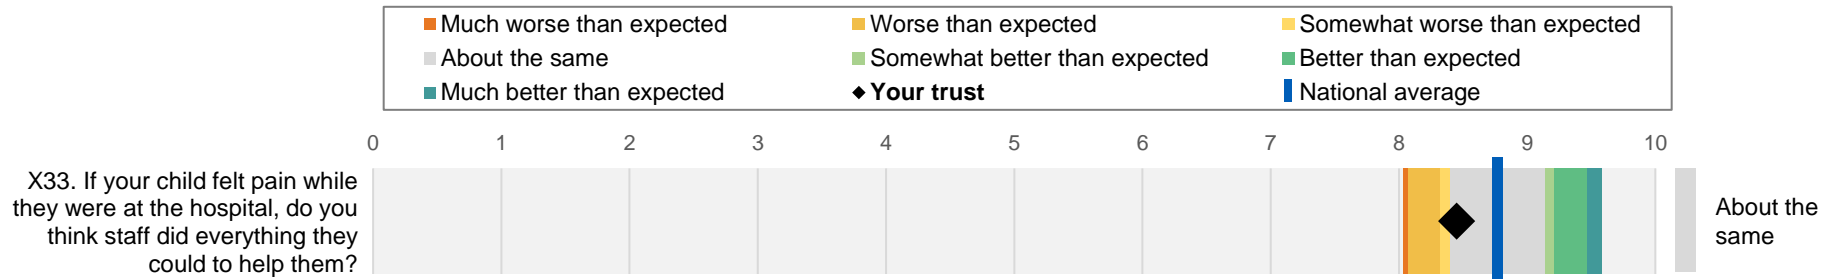 Much worse than expected
Worse than expected
Somewhat worse than expected
About the same
Somewhat better than expected
Better than expected
Much better than expected
Your trust
National average
0 1 2 3 4 5 6 7 8 9 10
X33. If your child felt pain while
they were at the hospital, do you
think staff did everything they
could to help them?
About the
same